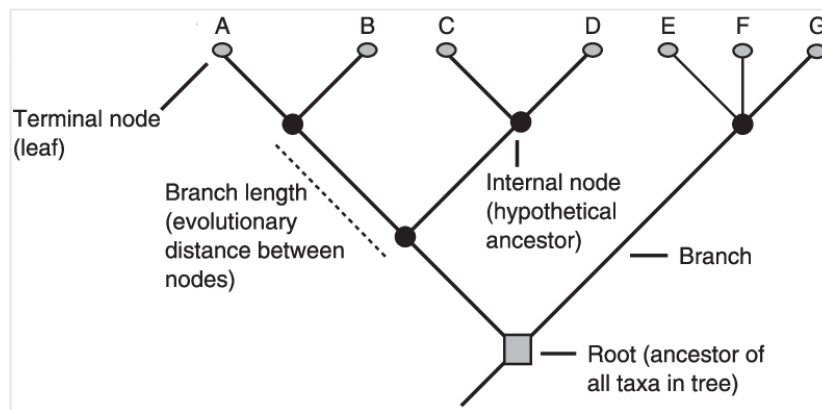 A B C D E F G
Terminal node
(leaf)
Branch length
(evolutionary
distance between
nodes)
Internal node
(hypothetical
ancestor)
Branch
Root (ancestor of
all taxa in tree)